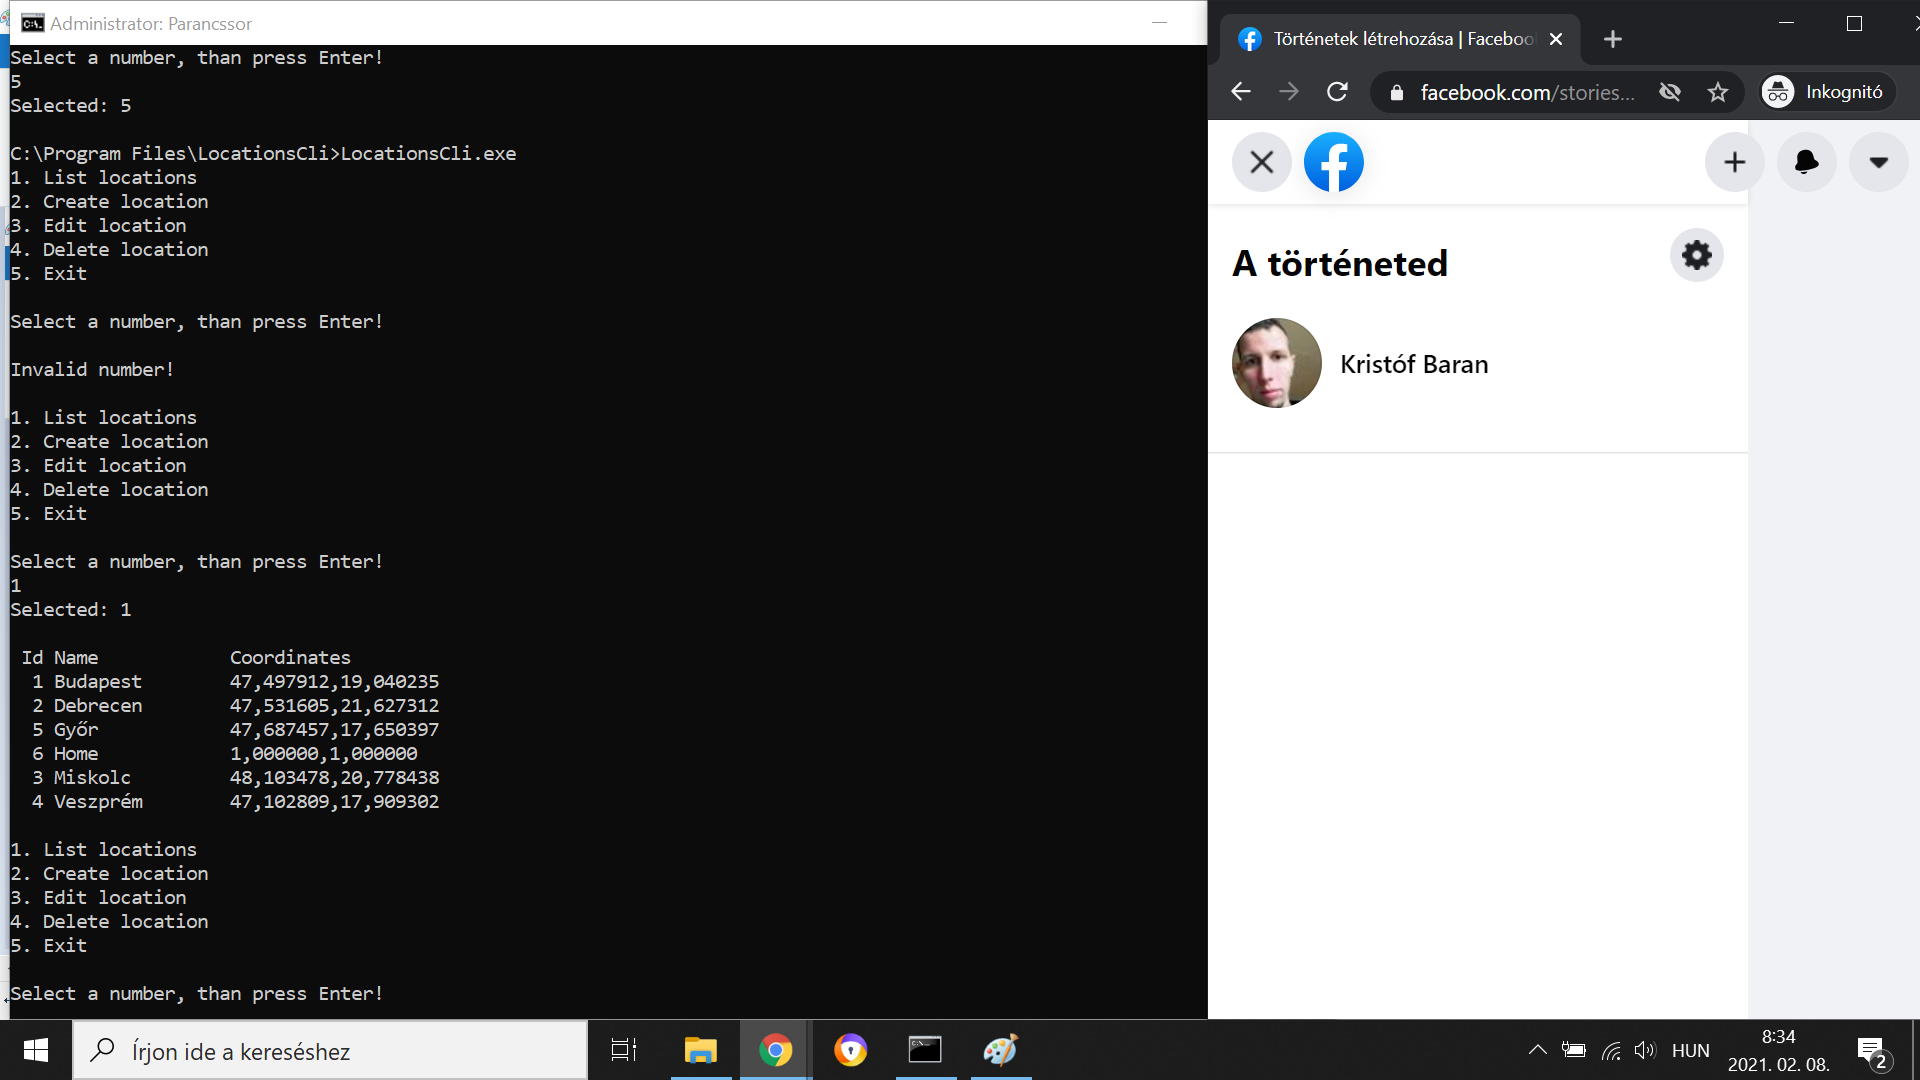 Administrator: Parancssor
Select a number, than press Enter!
5
Selected: 5
C:\Program Files\LocationsCli>LocationsCli.exe
1. List locations
2. Create location
3. Edit location
4. Delete location
5. Exit
Select a number, than press Enter!
Invalid number!
1. List locations
2. Create location
3. Edit location
4. Delete location
5. Exit
Select a number, than press Enter!
1
Selected: 1
Id Name Coordinates
1 Budapest 47,497912,19,040235
2 Debrecen 47,531605,21,627312
5 Győr 47,687457,17,650397
6 Home 1,000000,1,000000
3 Miskolc 48,103478,20,778438
4 Veszprém 47,102809,17,909302
1. List locations
2. Create location
3. Edit location
4. Delete location
5. Exit
Select a number, than press Enter!
Történetek létrehozása | Faceboo
facebook.com/stories...
Inkognitó
A történeted
Kristóf Baran
Írjon ide a kereséshez
HUN
8:34
2021. 02. 08.
2